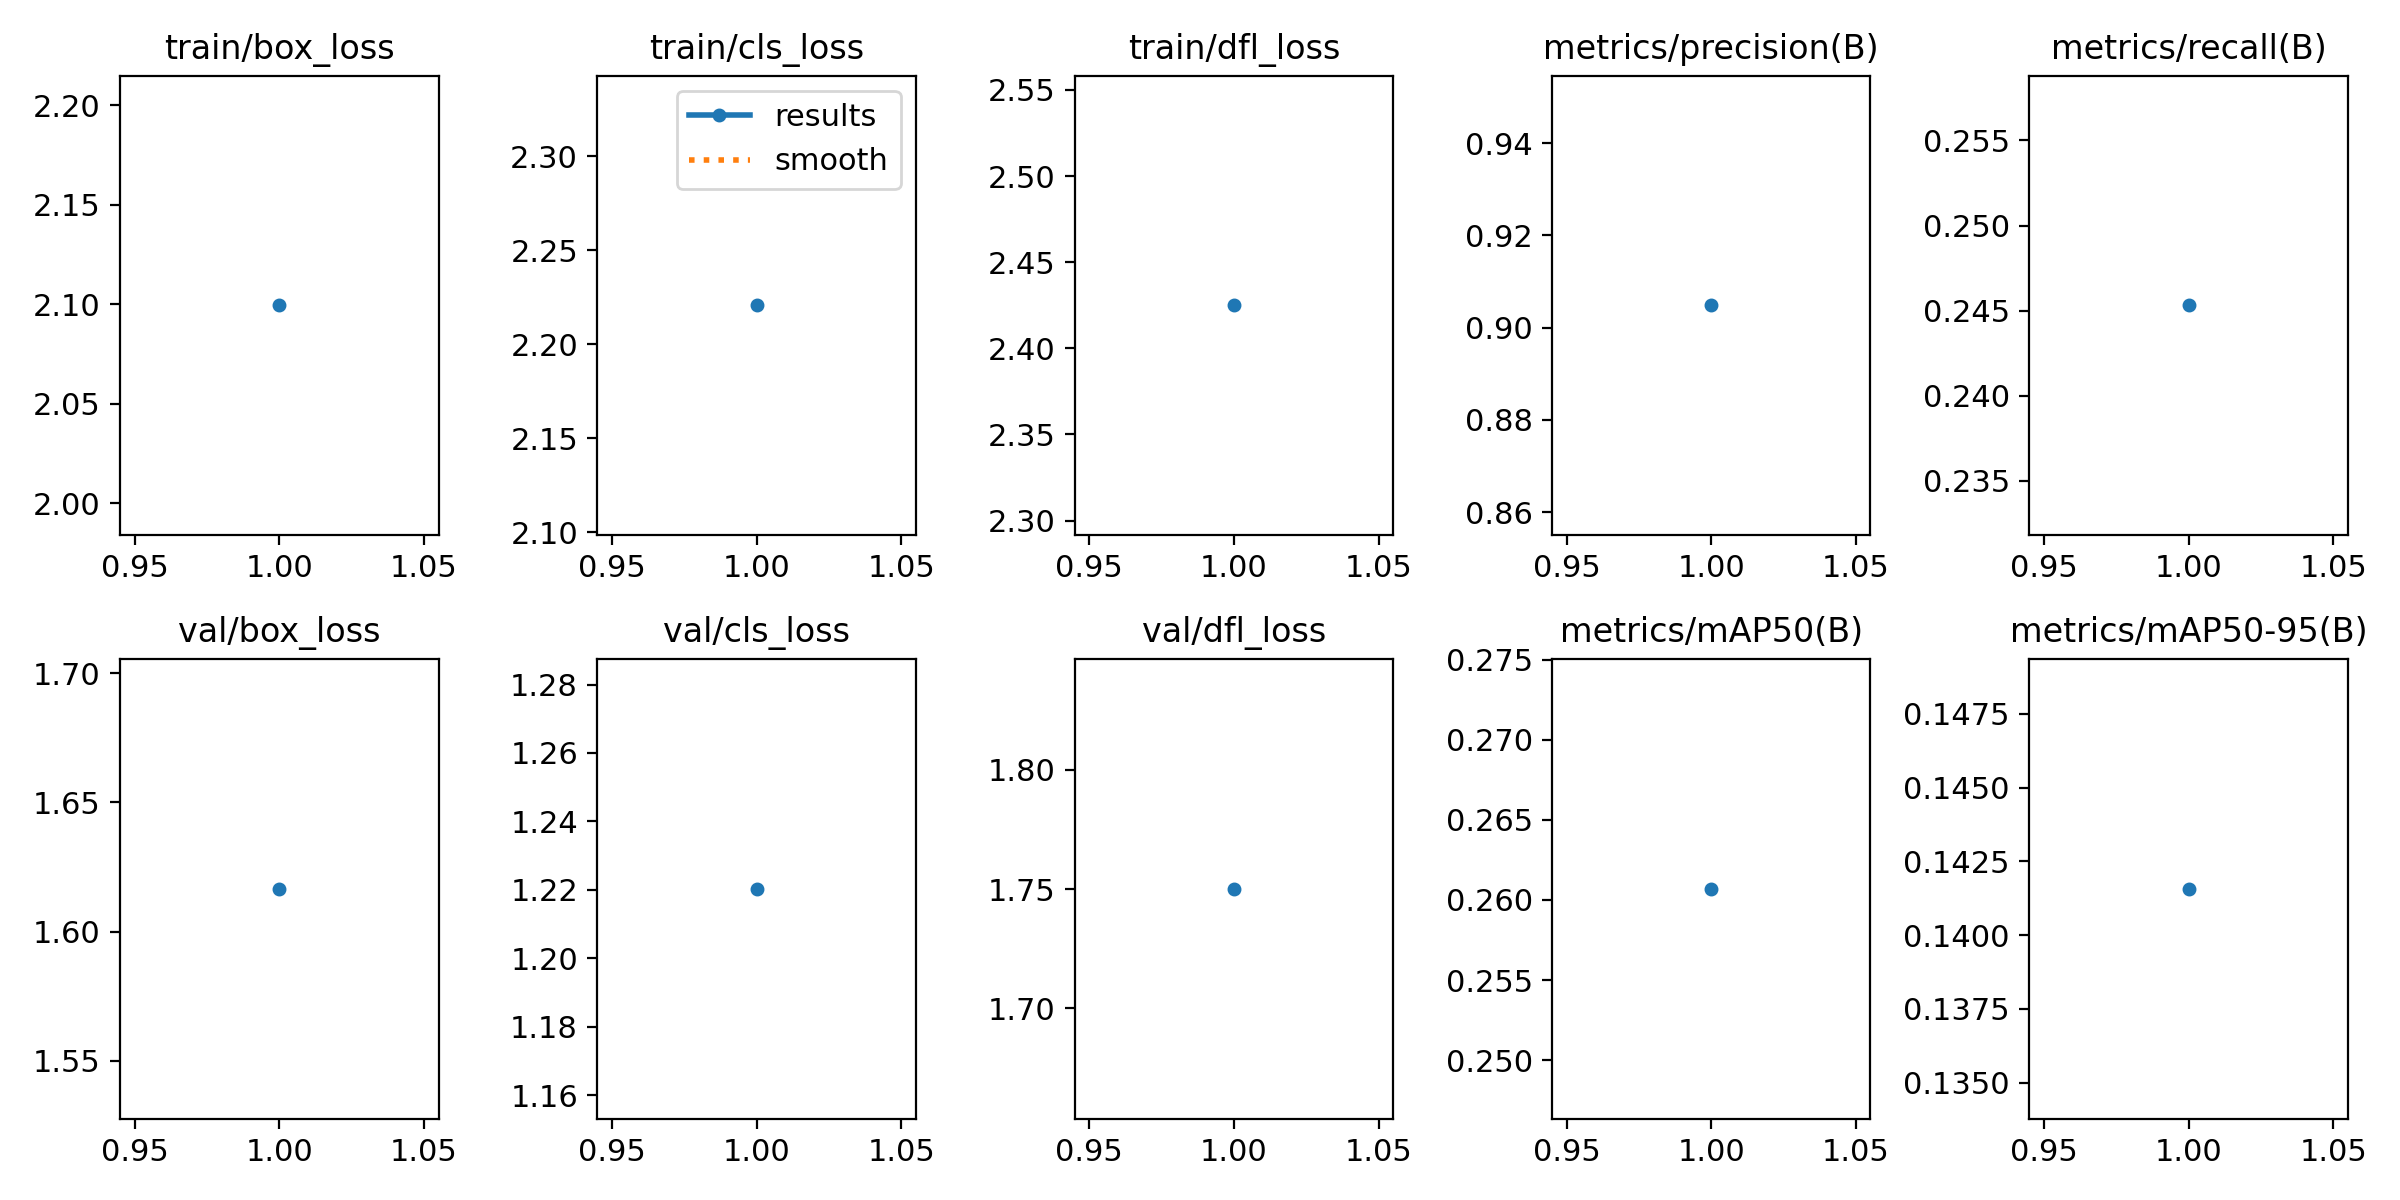 train/box_loss
2.20
2.15
2.10
2.05
2.00
0.95 1.00 1.05
train/cls_loss
results
smooth
2.30
2.25
2.20
2.15
2.10
0.95 1.00 1.05
train/dfl_loss
2.55
2.50
2.45
2.40
2.35
2.30
0.95 1.00 1.05
metrics/precision(B)
0.94
0.92
0.90
0.88
0.86
0.95 1.00 1.05
metrics/recall(B)
0.255
0.250
0.245
0.240
0.235
0.95 1.00 1.05
val/box_loss
1.70
1.65
1.60
1.55
0.95 1.00 1.05
val/cls_loss
1.28
1.26
1.24
1.22
1.20
1.18
1.16
0.95 1.00 1.05
val/dfl_loss
1.80
1.75
1.70
0.95 1.00 1.05
metrics/mAP50(B)
0.275
0.270
0.265
0.260
0.255
0.250
0.95 1.00 1.05
metrics/mAP50-95(B)
0.1475
0.1450
0.1425
0.1400
0.1375
0.1350
0.95 1.00 1.05